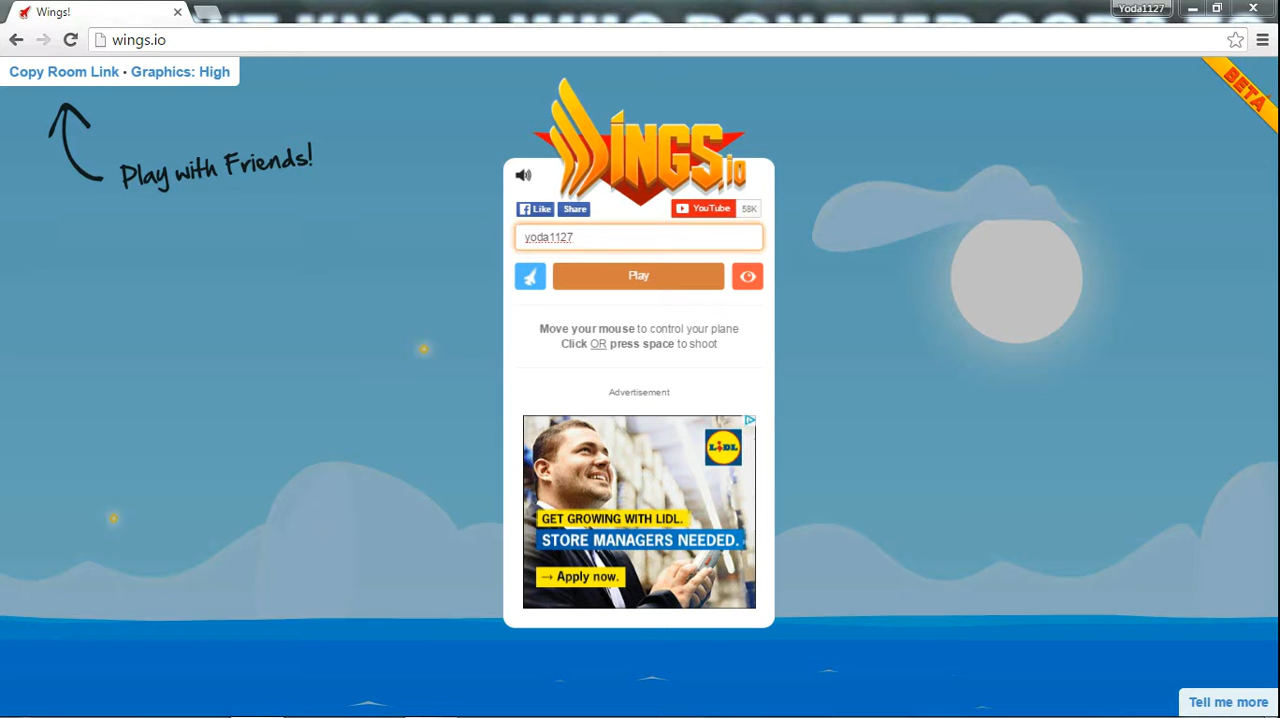 Wings!
Yoda1127
wings.io
Copy Room Link • Graphics: High
BETA
Play with Friends!
WINGS.io
Like
Share
YouTube
58K
yoda1127
Play
Move your mouse to control your plane
Click OR press space to shoot
Advertisement
LIDL
GET GROWING WITH LIDL.
STORE MANAGERS NEEDED.
→ Apply now.
Tell me more